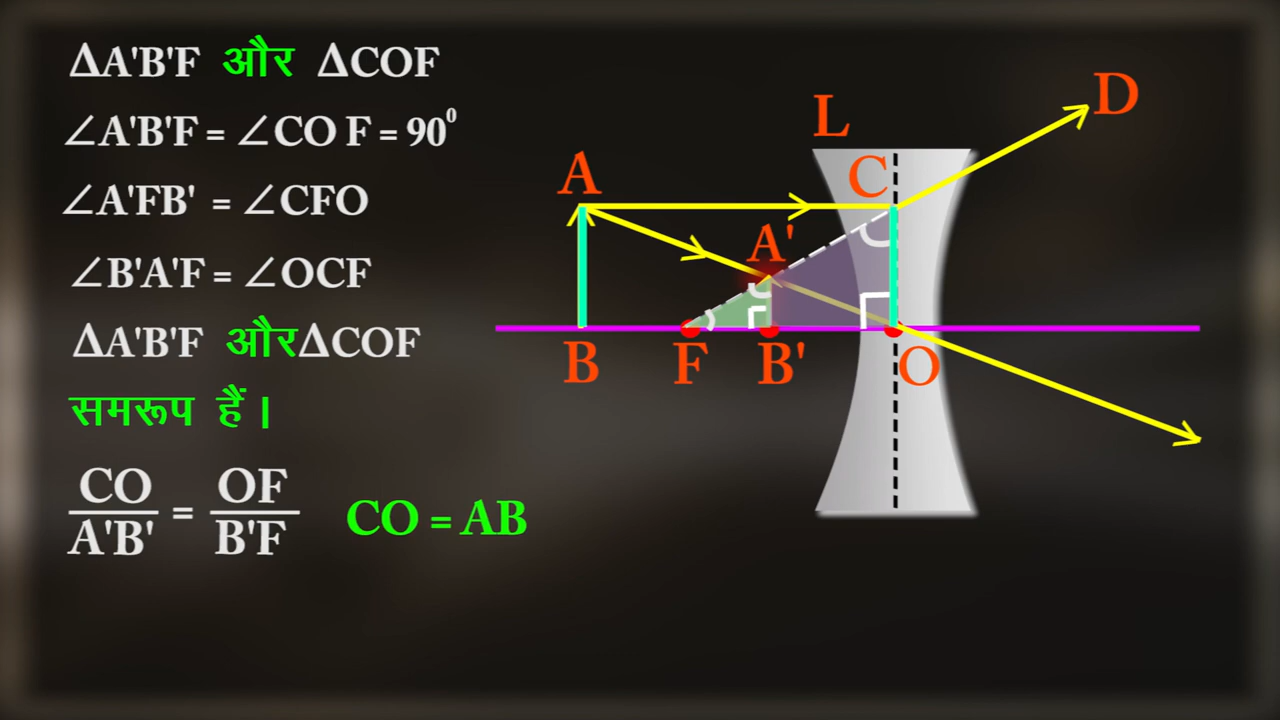 ΔA'B'F और ΔCOF
∠A'B'F = ∠CO F = 90⁰
∠A'FB' = ∠CFO
∠B'A'F = ∠OCF
ΔA'B'F और ΔCOF
समरूप हैं।
CO/A'B' = OF/B'F
CO = AB
L
D
A
C
A'
B
F
B'
O